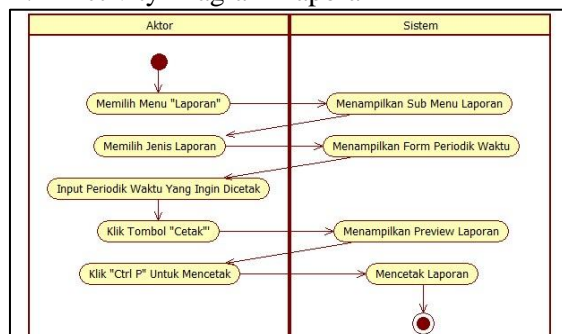 Aktor
Sistem
Memilih Menu "Laporan"
Menampilkan Sub Menu Laporan
Memilih Jenis Laporan
Menampilkan Form Periodik Waktu
Input Periodik Waktu Yang Ingin Dicetak
Klik Tombol "Cetak"'
Menampilkan Preview Laporan
Klik "Ctrl P" Untuk Mencetak
Mencetak Laporan